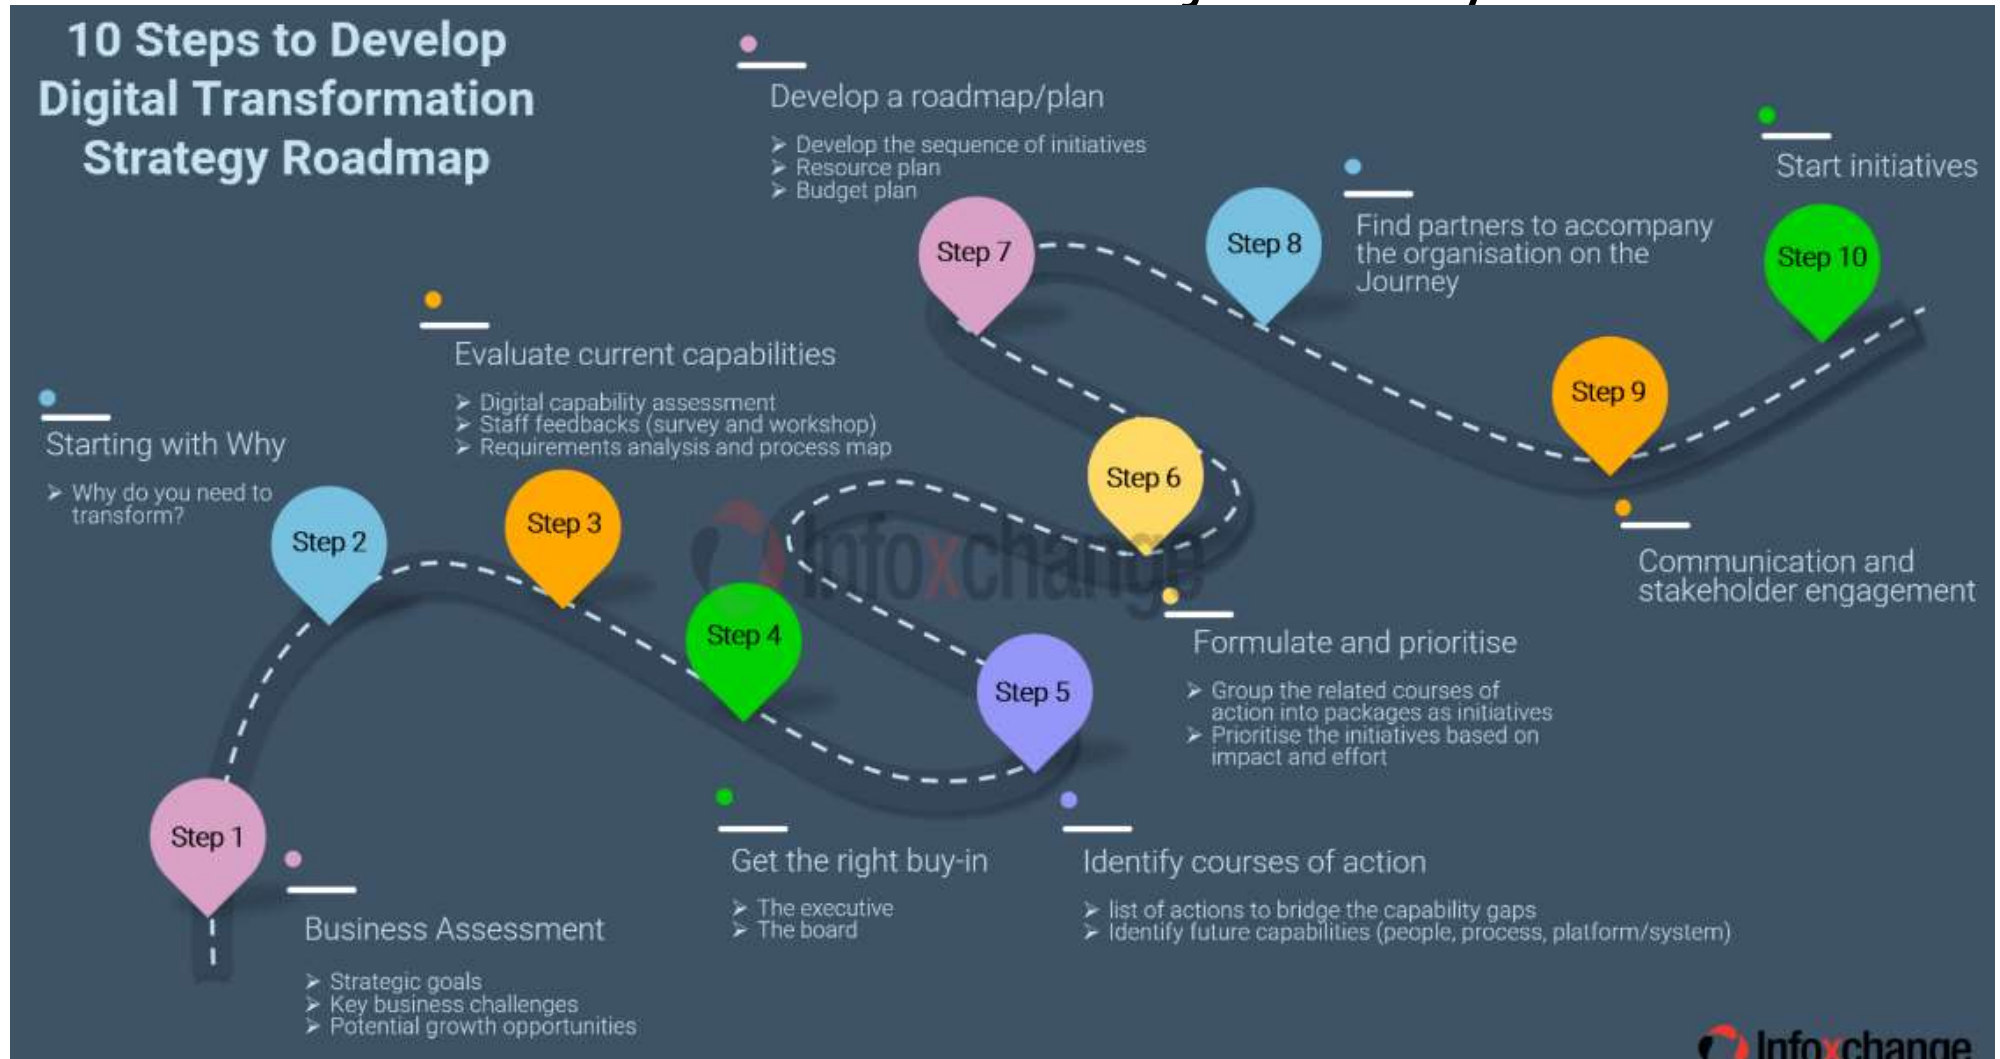 10 Steps to Develop
Digital Transformation
Strategy Roadmap
Step 1
Business Assessment
➢ Strategic goals
➢ Key business challenges
➢ Potential growth opportunities
Step 2
Starting with Why
➢ Why do you need to
transform?
Step 3
Evaluate current capabilities
➢ Digital capability assessment
➢ Staff feedbacks (survey and workshop)
➢ Requirements analysis and process map
Step 4
Get the right buy-in
➢ The executive
➢ The board
Step 5
Identify courses of action
➢ list of actions to bridge the capability gaps
➢ Identify future capabilities (people, process, platform/system)
Step 6
Formulate and prioritise
➢ Group the related courses of
action into packages as initiatives
➢ Prioritise the initiatives based on
impact and effort
Step 7
Develop a roadmap/plan
➢ Develop the sequence of initiatives
➢ Resource plan
➢ Budget plan
Step 8
Find partners to accompany
the organisation on the
Journey
Step 9
Communication and
stakeholder engagement
Step 10
Start initiatives
Infoxchange
Infoxchange